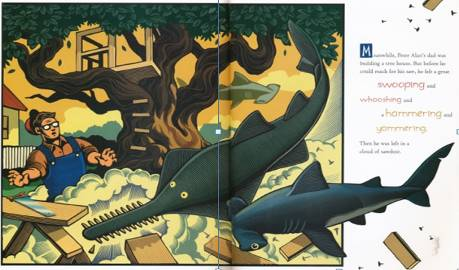 Meanwhile, Peter Alan's dad was
building a tree house. But before he
could reach for his saw, he felt a great
swooping and
whooshing and
a hammering and
yammering.
Then he was left in a
cloud of sawdust.